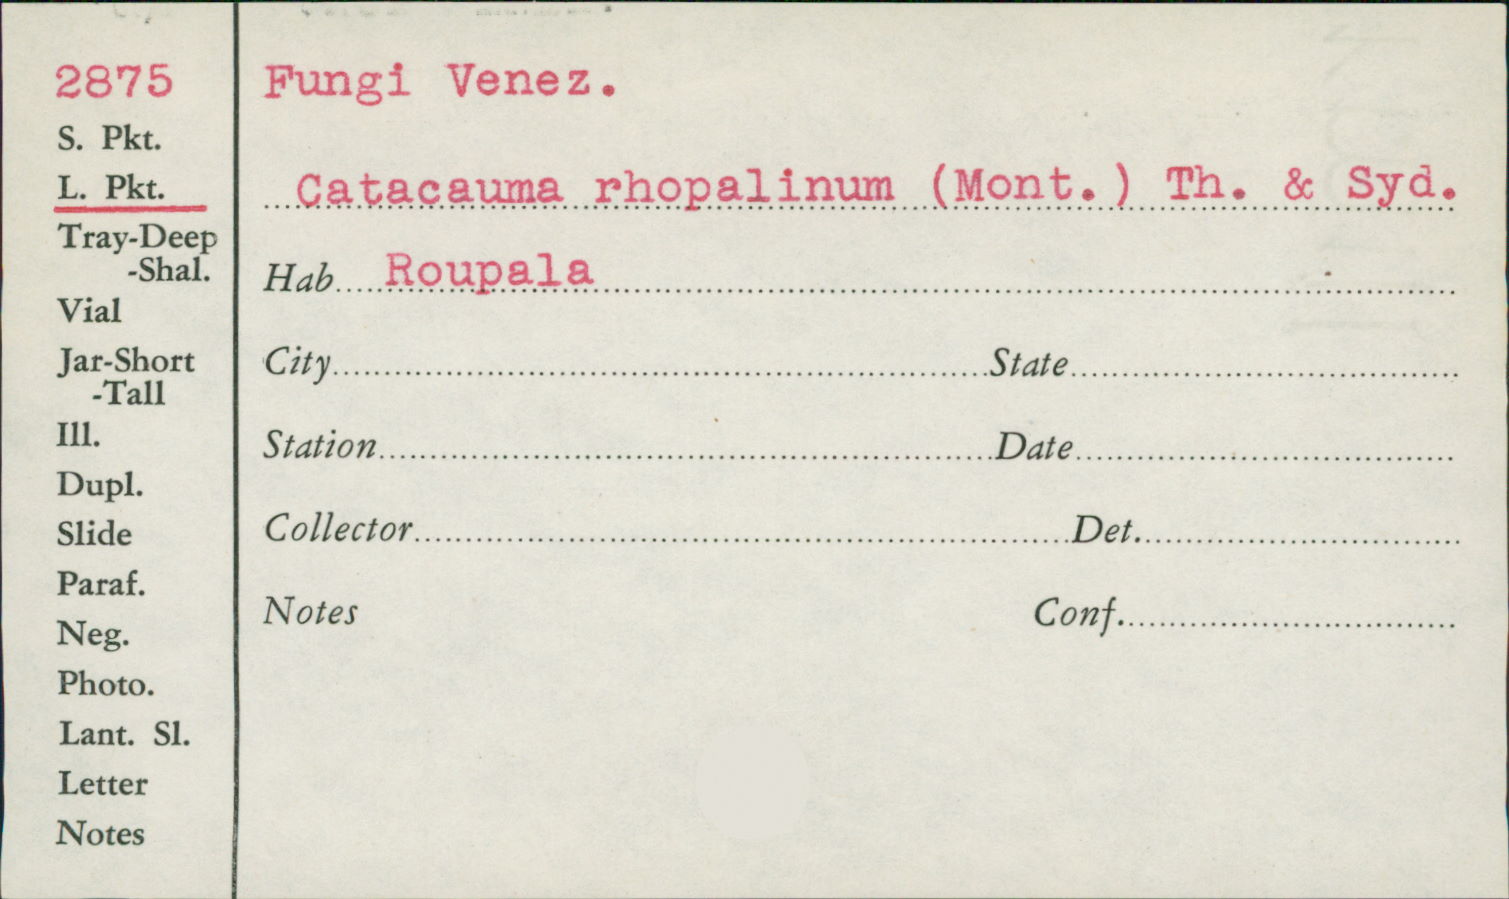 2875
S. Pkt.
L. Pkt.
Tray-Deep
-Shal.
Vial
Jar-Short
-Tall
Ill.
Dupl.
Slide
Paraf.
Neg.
Photo.
Lant. Sl.
Letter
Notes
Fungi Venez.
Catacauma rhopalinum (Mont.) Th. & Syd.
Hab. Roupala
City State
Station Date
Collector Det.
Notes Conf.